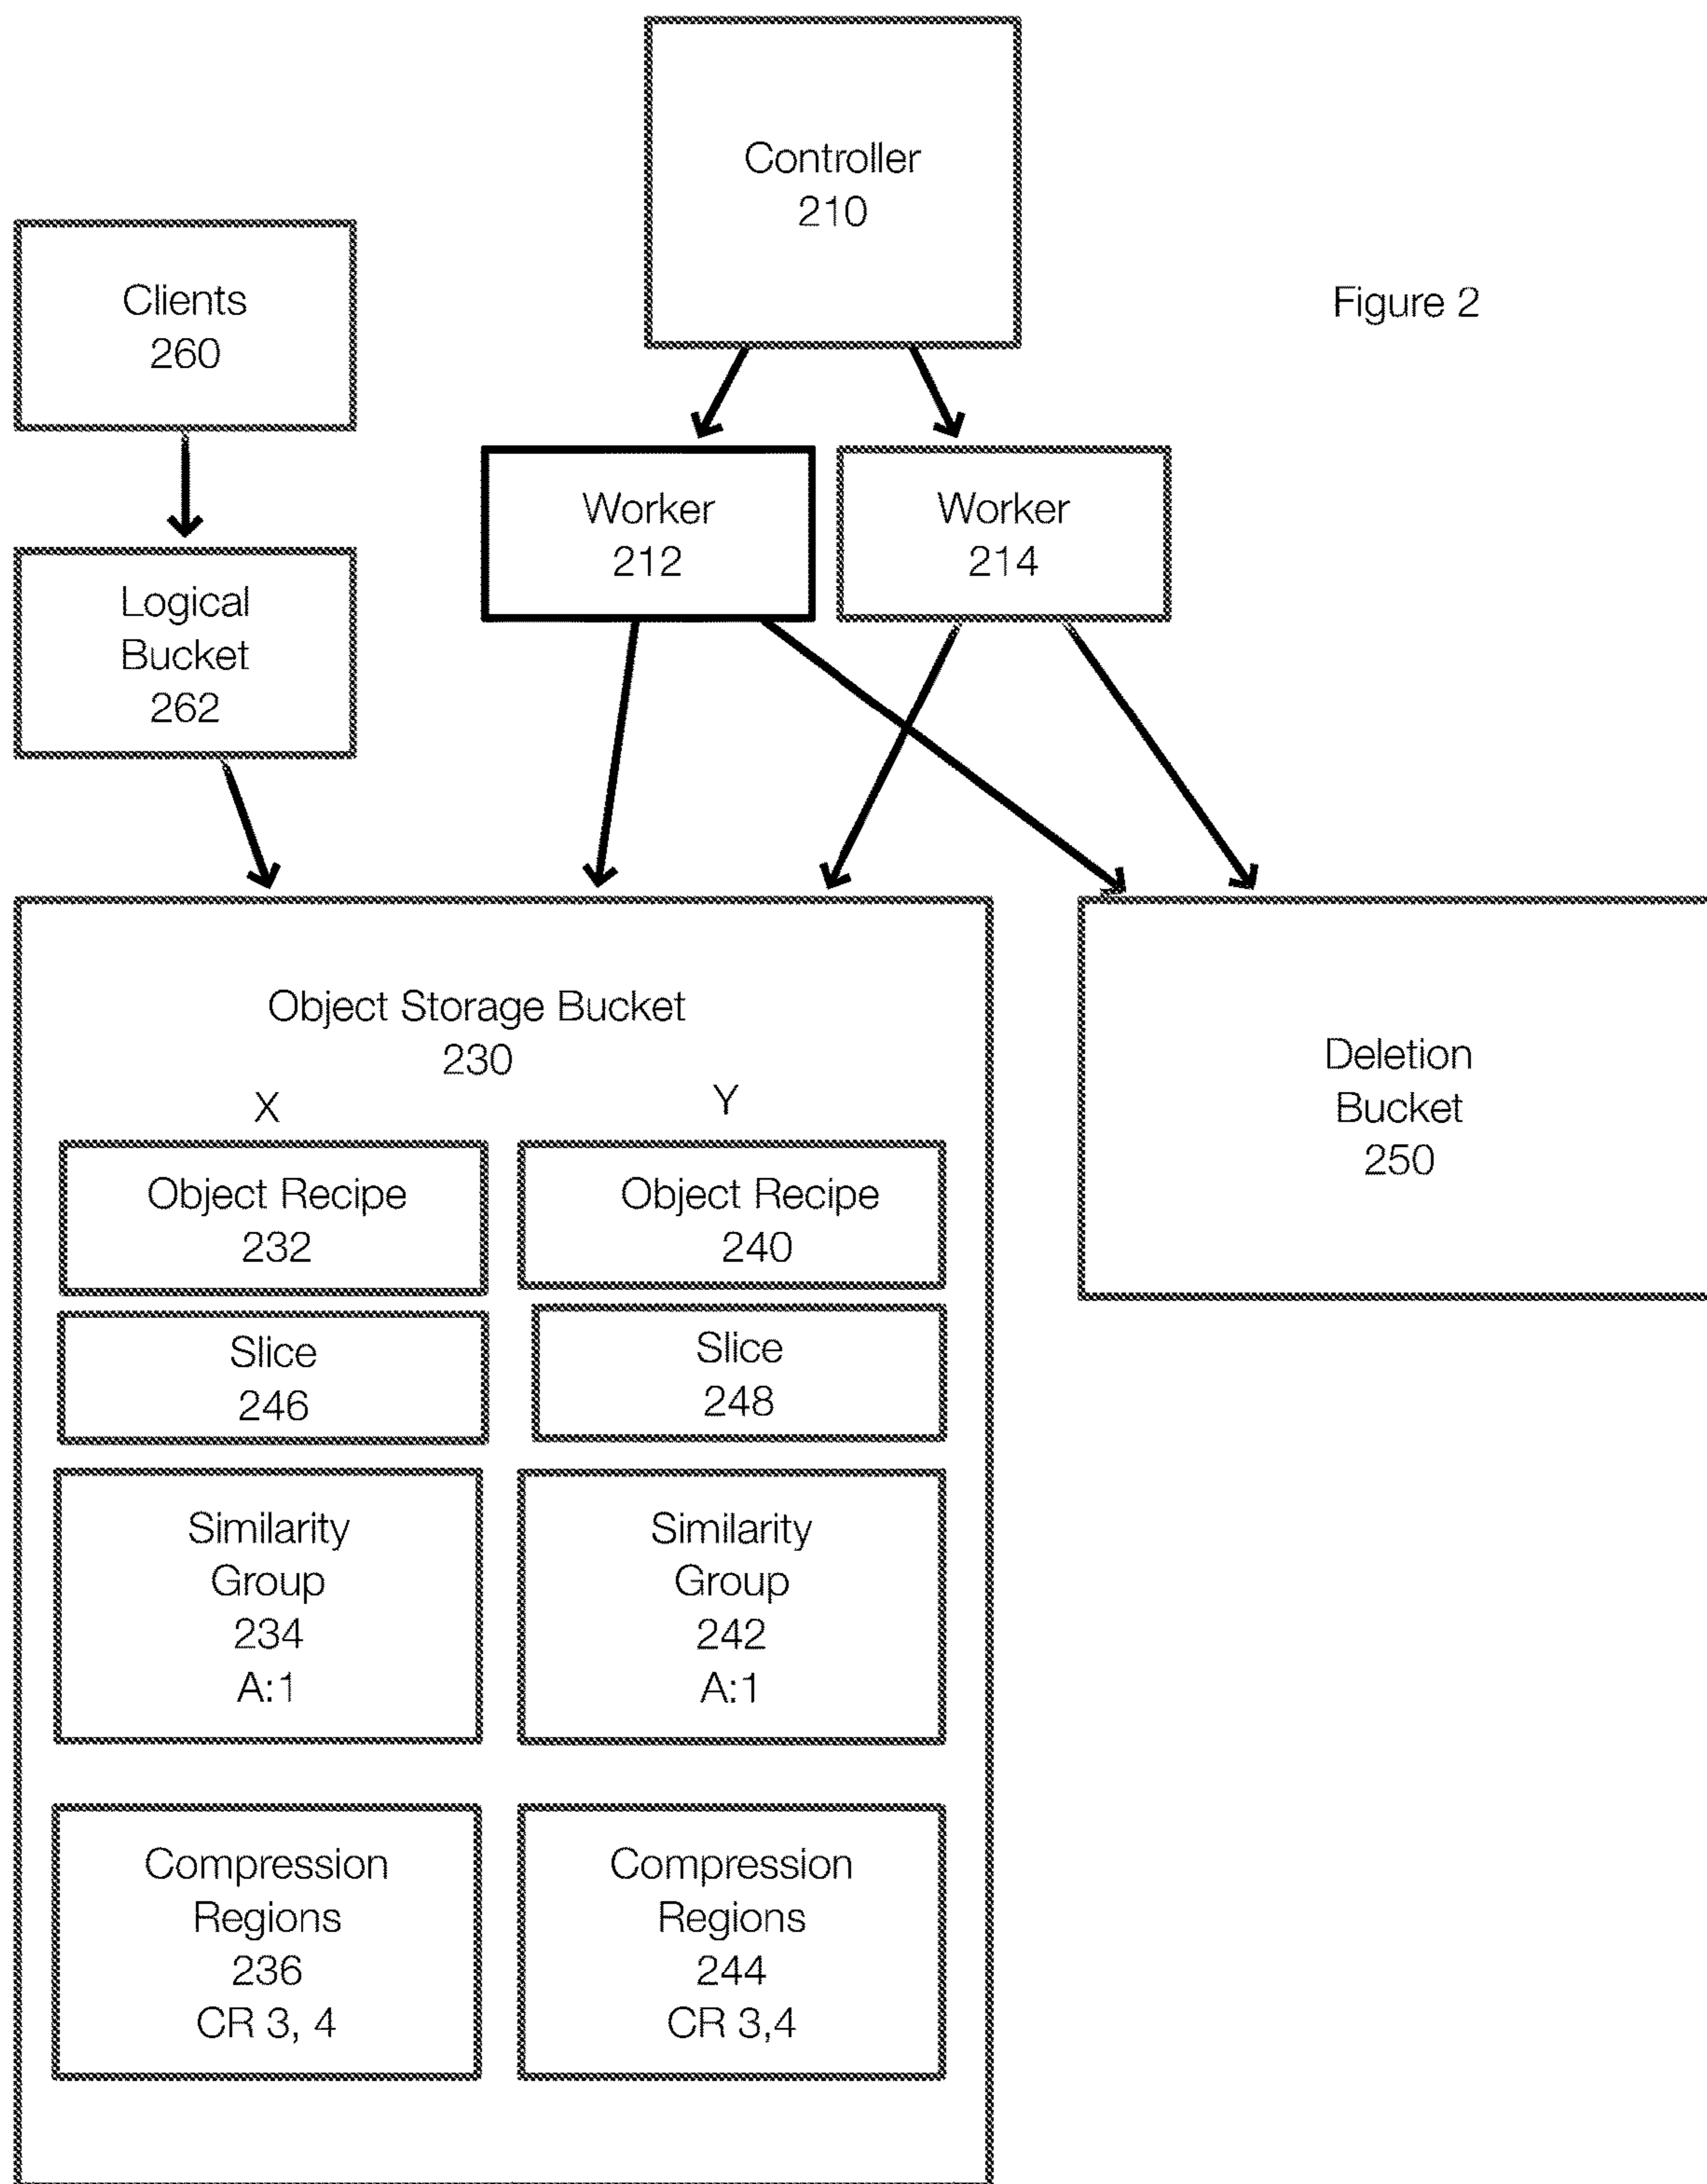 Controller
210
Clients
260
Figure 2
Worker
212
Worker
214
Logical
Bucket
262
Object Storage Bucket
230
X
Y
Object Recipe
232
Object Recipe
240
Slice
246
Slice
248
Similarity
Group
234
A:1
Similarity
Group
242
A:1
Compression
Regions
236
CR 3, 4
Compression
Regions
244
CR 3,4
Deletion
Bucket
250